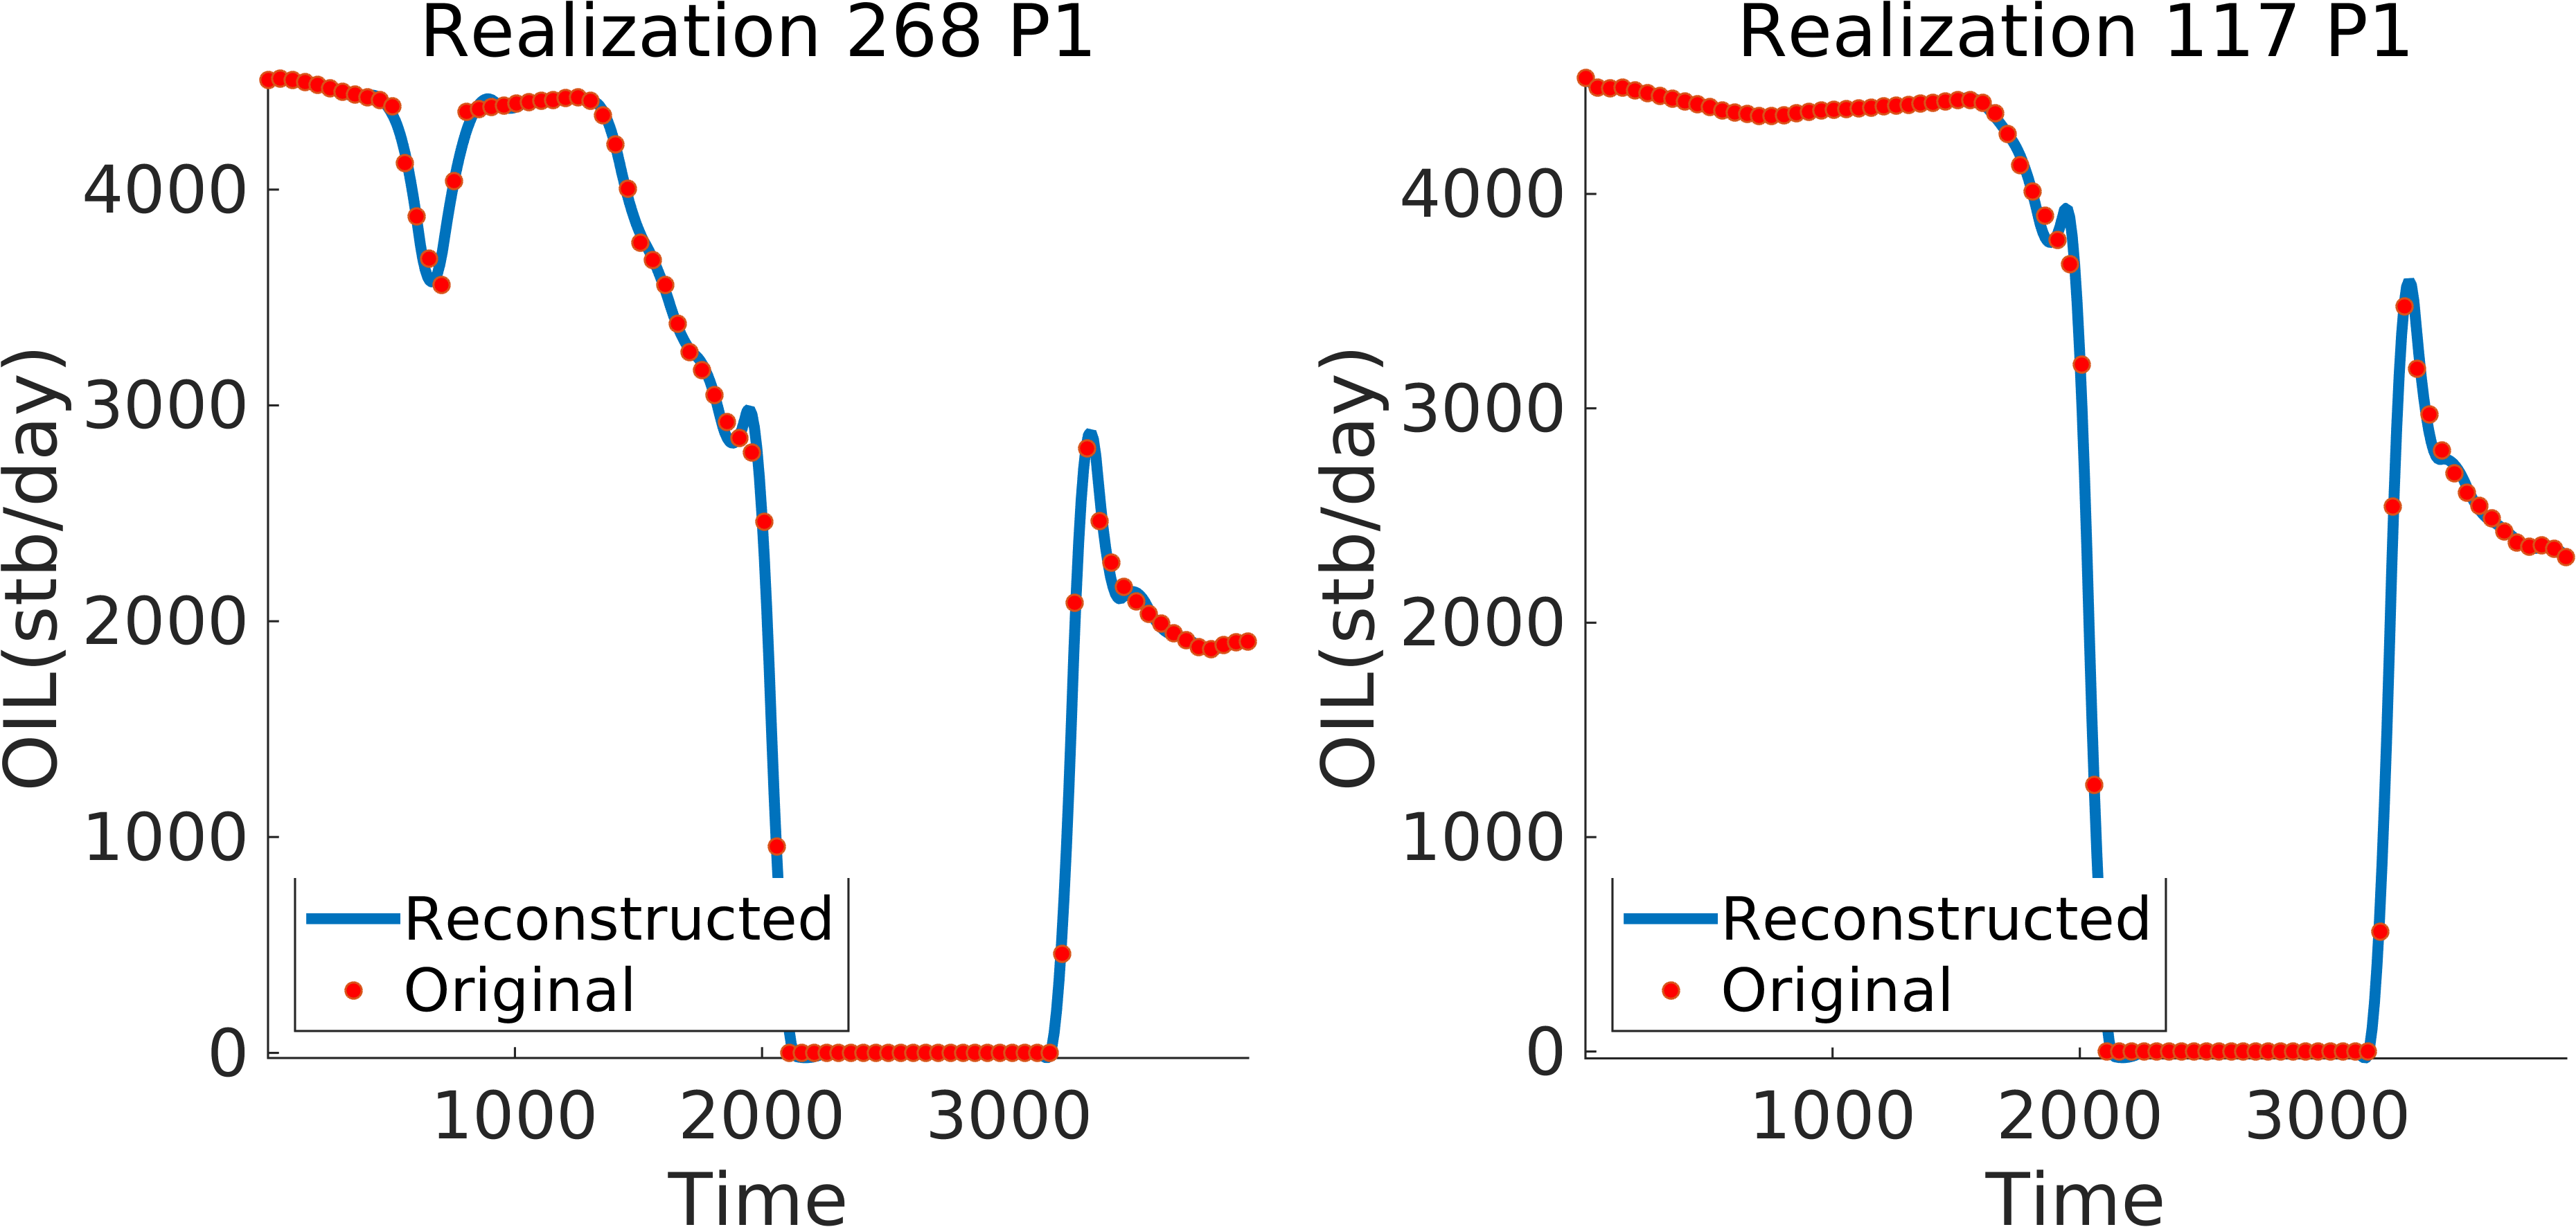 Realization 268 P1
OIL(stb/day)
4000
3000
2000
1000
0
Reconstructed
Original
1000 2000 3000
Time
Realization 117 P1
OIL(stb/day)
4000
3000
2000
1000
0
Reconstructed
Original
1000 2000 3000
Time